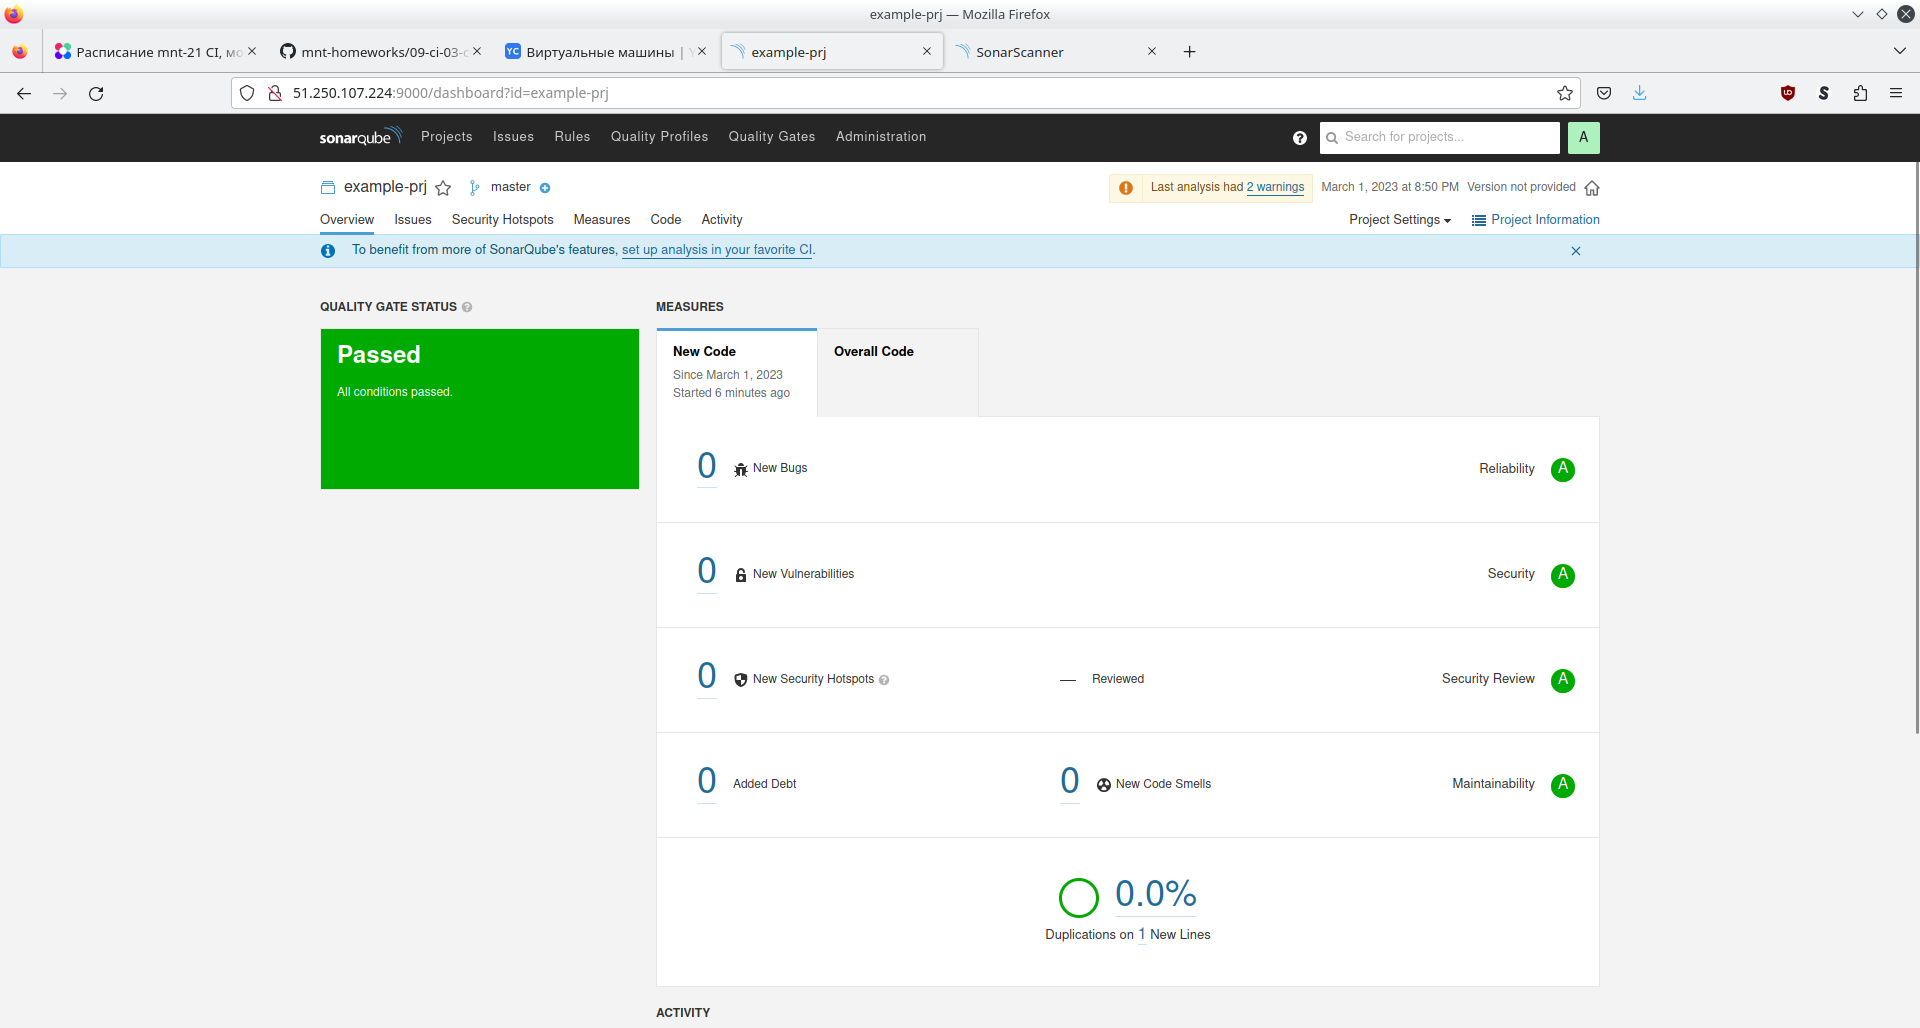 example-prj — Mozilla Firefox
Расписание mnt-21 CI, мо
mnt-homeworks/09-ci-03-c
YC Виртуальные машины | Y
example-prj
SonarScanner
51.250.107.224:9000/dashboard?id=example-prj
sonarqube Projects Issues Rules Quality Profiles Quality Gates Administration
Search for projects...
A
example-prj
master
Last analysis had 2 warnings
March 1, 2023 at 8:50 PM Version not provided
Overview Issues Security Hotspots Measures Code Activity
Project Settings
Project Information
To benefit from more of SonarQube's features, set up analysis in your favorite CI.
QUALITY GATE STATUS
Passed
All conditions passed.
MEASURES
New Code
Since March 1, 2023
Started 6 minutes ago
Overall Code
0 New Bugs
Reliability A
0 New Vulnerabilities
Security A
0 New Security Hotspots
— Reviewed
Security Review A
0 Added Debt
0 New Code Smells
Maintainability A
0.0%
Duplications on 1 New Lines
ACTIVITY